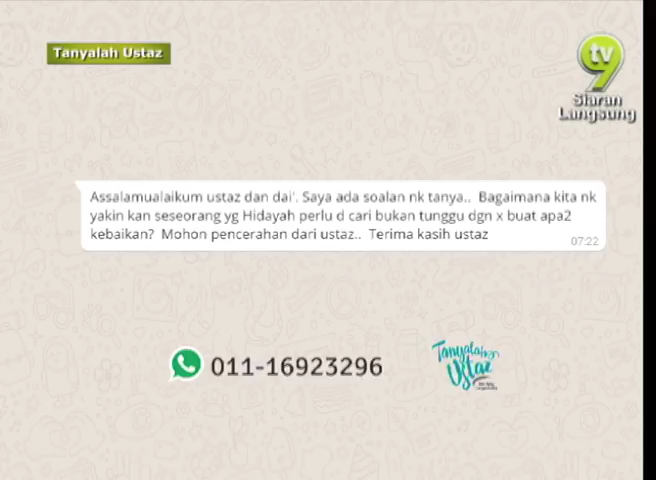 Tanyalah Ustaz
tv
9
Siaran
Langsung
Assalamualaikum ustaz dan dai'. Saya ada soalan nk tanya.. Bagaimana kita nk
yakin kan seseorang yg Hidayah perlu d cari bukan tunggu dgn x buat apa2
kebaikan? Mohon pencerahan dari ustaz.. Terima kasih ustaz
07:22
011-16923296
Tanyalah
Ustaz